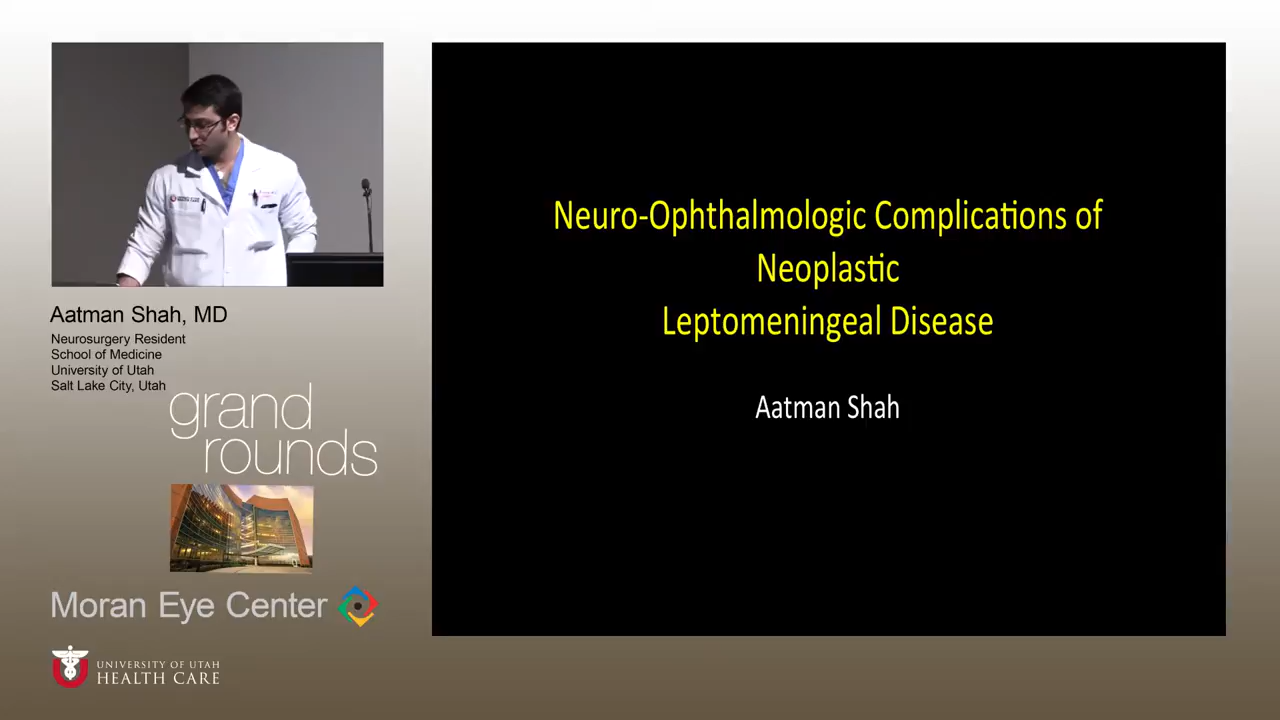 Aatman Shah, MD
Neurosurgery Resident
School of Medicine
University of Utah
Salt Lake City, Utah
grand
rounds
Moran Eye Center
UNIVERSITY OF UTAH
HEALTH CARE
Neuro-Ophthalmologic Complications of
Neoplastic
Leptomeningeal Disease
Aatman Shah